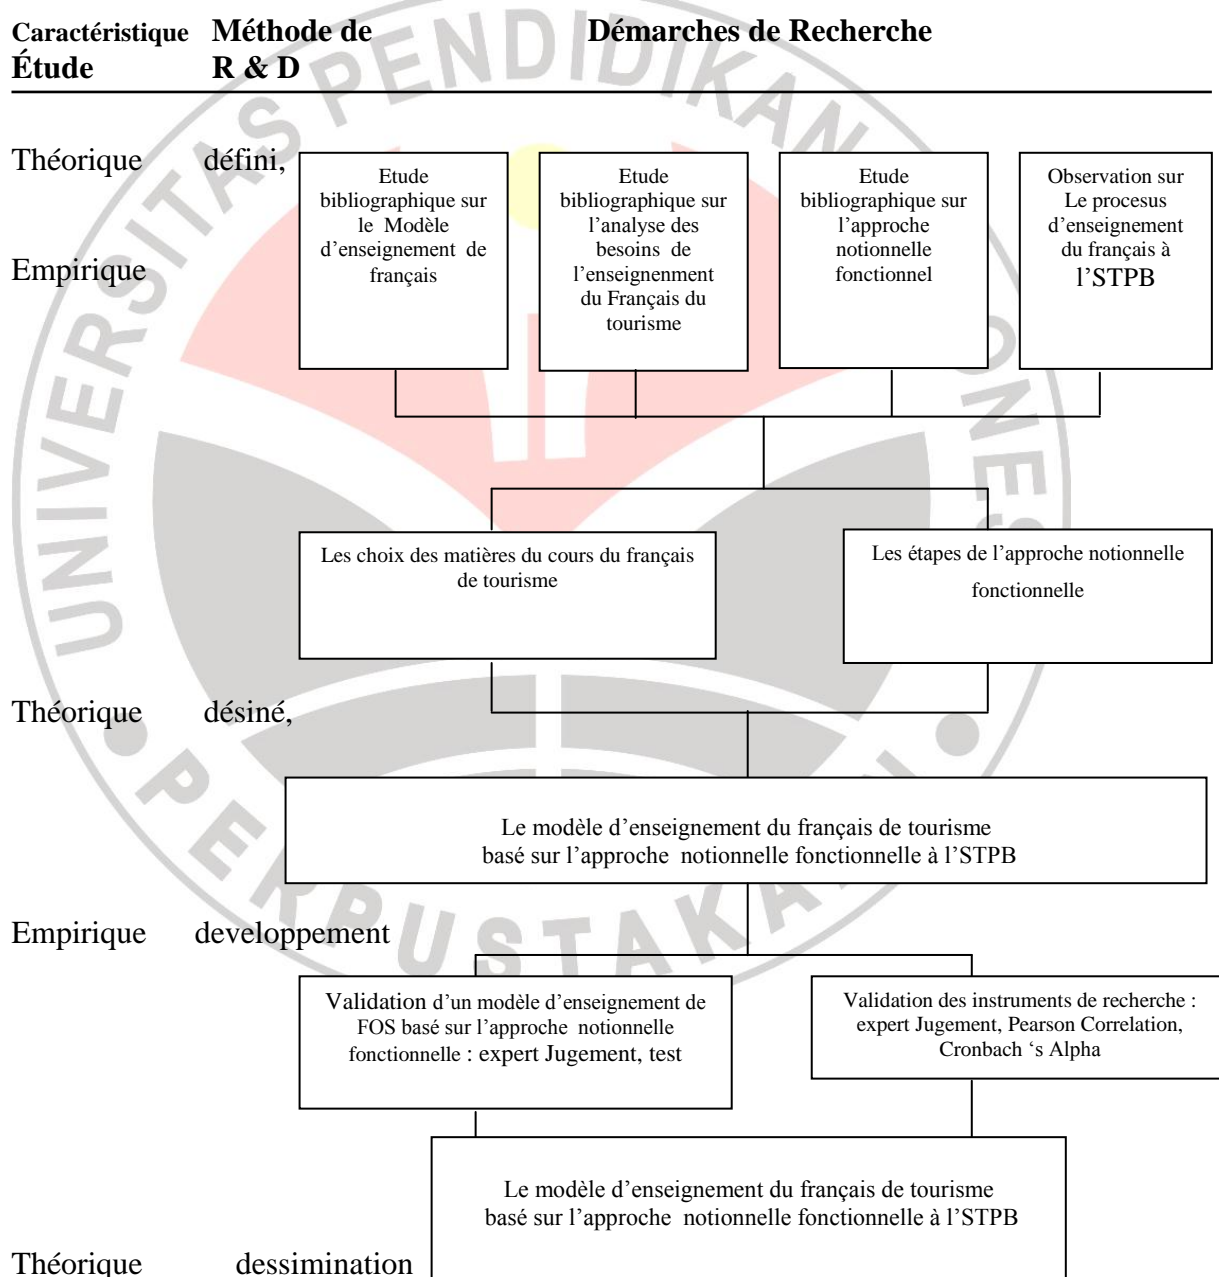 Caractéristique Méthode de Démarches de Recherche
Étude R & D
Théorique défini,
Empirique
Etude
bibliographique sur
le Modèle
d’enseignement de
français
Etude
bibliographique sur
l’analyse des
besoins de
l’enseignenment
du Français du
tourisme
Etude
bibliographique sur
l’approche
notionnelle
fonctionnel
Observation sur
Le procesus
d’enseignement
du français à
l’STPB
Les choix des matières du cours du français
de tourisme
Les étapes de l’approche notionnelle
fonctionnelle
Théorique désiné,
Le modèle d’enseignement du français de tourisme
basé sur l’approche notionnelle fonctionnelle à l’STPB
Empirique developpement
Validation d’un modèle d’enseignement de
FOS basé sur l’approche notionnelle
fonctionnelle : expert Jugement, test
Validation des instruments de recherche :
expert Jugement, Pearson Correlation,
Cronbach ‘s Alpha
Le modèle d’enseignement du français de tourisme
basé sur l’approche notionnelle fonctionnelle à l’STPB
Théorique dessimination
UNIVERSITAS PENDIDIKAN
PERPUSTAKAAN